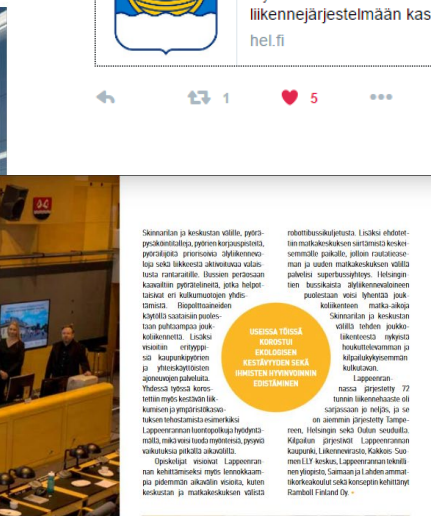 liikennejärjestelmään kas
hel.fi
1
5
Skinnarilan ja keskustan välille, pyörä-
pysäköintitalleja, pyörien korjauspisteitä,
pyöräilijöitä priorisoivia älyliikenneva-
loja sekä liikkeestä aktivoituvaa valais-
tusta rantaraitille. Bussien peräosaan
kaavailtiin pyörätelineitä, jotka helpot-
taisivat eri kulkumuotojen yhdis-
tämistä. Biopolttoaineiden
käytöllä saataisiin puoles-
taan puhtaampaa jouk-
koliikennettä. Lisäksi
visioitiin erityyppi-
siä kaupunkipyörien
ja yhteiskäyttöisten
ajoneuvojen palveluita.
Yhdessä työssä koros-
tettiin myös kestävän liik-
kumisen ja ympäristökasva-
tuksen tehostamista esimerkiksi
Lappeenrannan luontopolkuja hyödyntä-
mällä, mikä voisi tuoda myönteisiä, pysyviä
vaikutuksia pitkällä aikavälillä.
Opiskelijat visioivat Lappeenran-
nan kehittämiseksi myös lennokkaam-
pia pidemmän aikavälin visioita, kuten
keskustan ja matkakeskuksen välistä
USEISSA TÖISSÄ
KOROSTUI
EKOLOGISEN
KESTÄVYYDEN SEKÄ
IHMISTEN HYVINVOINNIN
EDISTÄMINEN
robottibussikuljetusta. Lisäksi ehdotet-
tiin matkakeskuksen siirtämistä keskei-
semmälle paikalle, jolloin rautatiease-
man ja uuden matkakeskuksen välillä
palvelisi superbussiyhteys. Helsingin-
tien bussikaista älyliikennevaloineen
puolestaan voisi lyhentää jouk-
koliikenteen matka-aikoja
Skinnarilan ja keskustan
välillä tehden joukko-
liikenteestä nykyistä
houkuttelevamman ja
kilpailukykyisemmän
kulkutavan.
Lappeenran-
nassa järjestetty 72
tunnin liikennehaaste oli
sarjassaan jo neljäs, ja se
on aiemmin järjestetty Tampe-
reen, Helsingin sekä Oulun seuduilla.
Kilpailun järjestivät Lappeenrannan
kaupunki, Liikennevirasto, Kaakkois-Suo-
men ELY-keskus, Lappeenrannan teknilli-
nen yliopisto, Saimaan ja Lahden ammat-
tikorkeakoulut sekä konseptin kehittänyt
Ramboll Finland Oy.